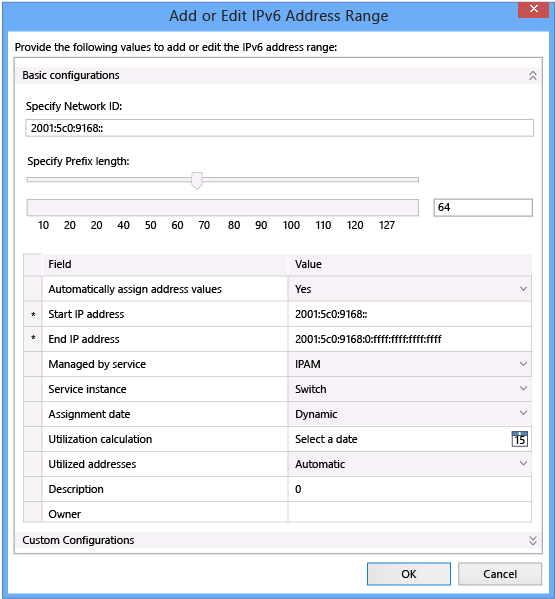 Add or Edit IPv6 Address Range
Provide the following values to add or edit the IPv6 address range:
Basic configurations
Specify Network ID:
2001:5c0:9168::
Specify Prefix length:
64
10 20 20 40 50 60 70 80 90 100 110 120 127
Field Value
Automatically assign address values Yes
* Start IP address 2001:5c0:9168::
* End IP address 2001:5c0:9168:0:ffff:ffff:ffff:ffff
Managed by service IPAM
Service instance Switch
Assignment date Dynamic
Utilization calculation Select a date 15
Utilized addresses Automatic
Description 0
Owner
Custom Configurations
OK Cancel